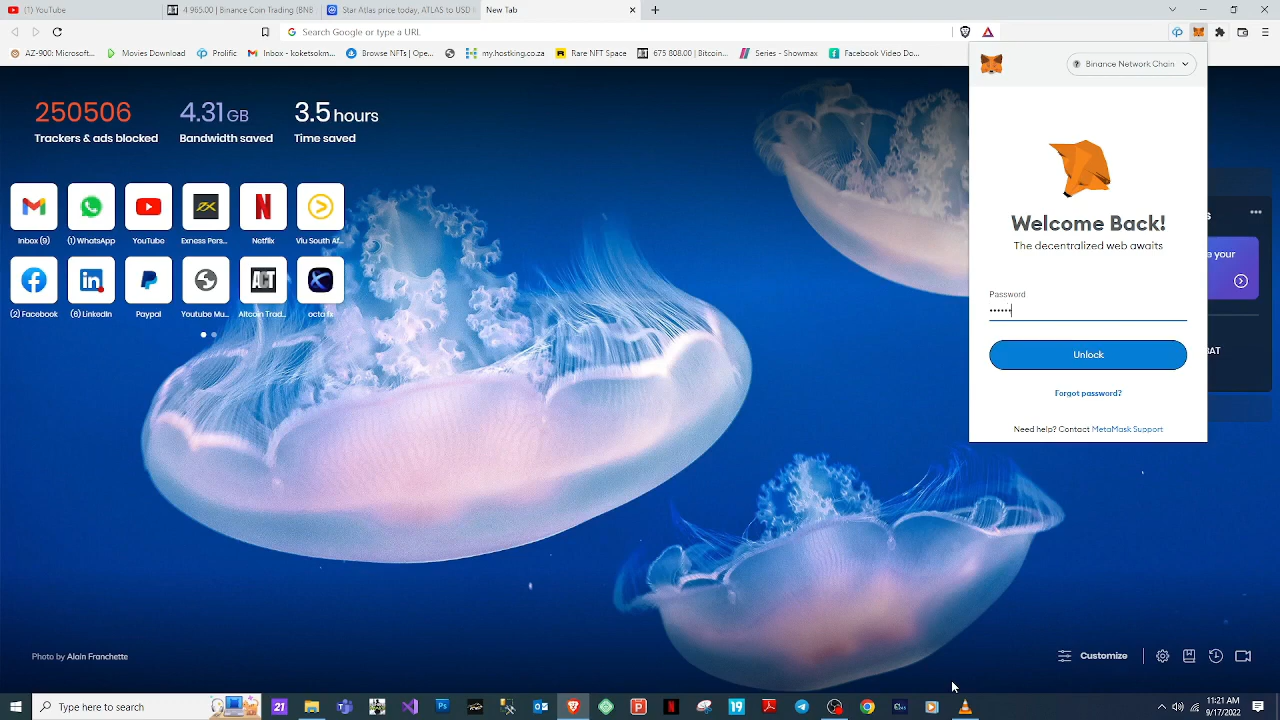 (1) YouTube
4 985.00 | Binance Coin Trading (BNB
Star Atlas price today, ATLAS to USD
New Tab
Search Google or type a URL
AZ-900: Microsoft...
Movies Download
Prolific
Inbox - koketsokm...
Browse NFTs | Ope...
my.hostking.co.za
Rare NFT Space
675 808.00 | Bitcoin...
Series - Showmax
Facebook Video Do...
Binance Network Chain
250506
Trackers & ads blocked
4.31 GB
Bandwidth saved
3.5 hours
Time saved
Welcome Back!
The decentralized web awaits
Password
Unlock
Forgot password?
Need help? Contact MetaMask Support
Inbox (9)
(1) WhatsApp
YouTube
Exness Pers...
Netflix
Viu South Af...
(2) Facebook
(8) LinkedIn
Paypal
Youtube Mu...
Altcoin Trad...
octa fx
Photo by Alain Franchette
Customize
Type here to search
11:21 AM
9/17/2022